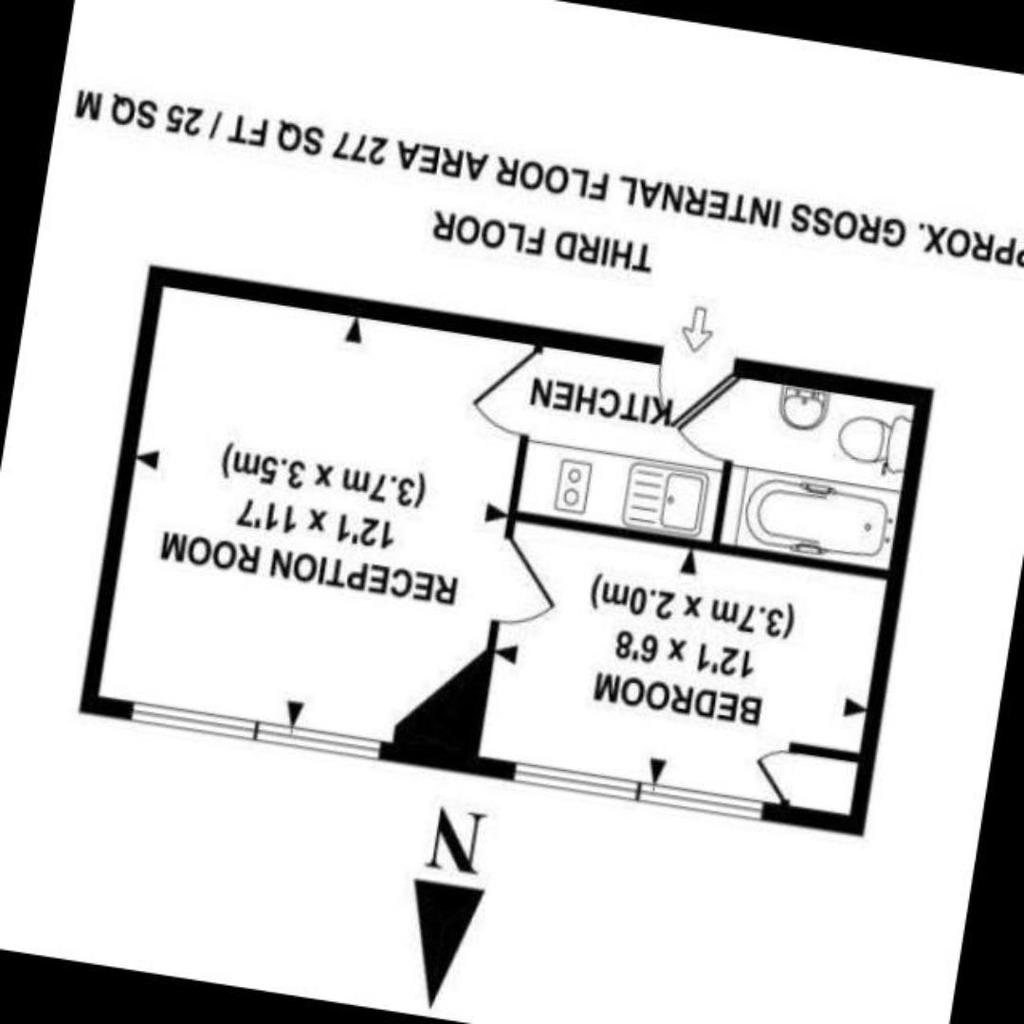 N
BEDROOM
12'1 x 6'8
(3.7m x 2.0m)
RECEPTION ROOM
12'1 x 11'7
(3.7m x 3.5m)
KITCHEN
THIRD FLOOR
PPROX. GROSS INTERNAL FLOOR AREA 277 SQ FT / 25 SQ M